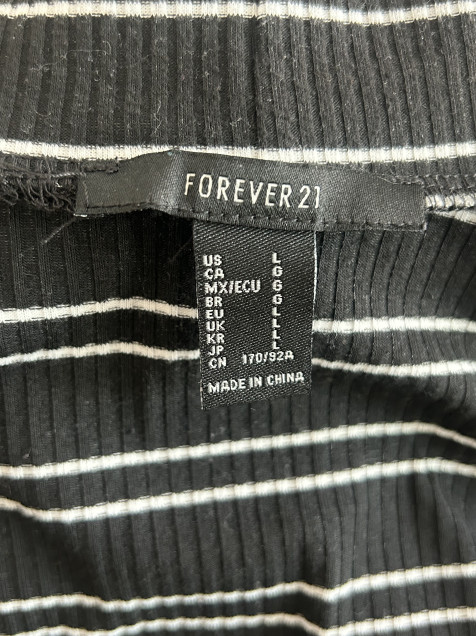 FOREVER 21
US L
CA G
MX/ECU G
BR G
EU L
UK L
KR L
JP L
CN 170/92A
MADE IN CHINA